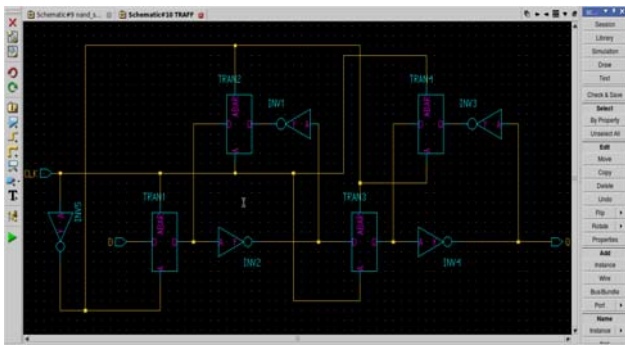 Schematic#9 nand_s...
Schematic#10 TRAFF
Session
Library
Simulation
Draw
Text
Check & Save
Select
By Property
Unselect All
Edit
Move
Copy
Delete
Undo
Flip
Rotate
Properties
Add
Instance
Wire
Bus/Bundle
Port
Name
Instance
TRAN2
INV1
TRAN4
INV3
CLK
TRAN1
TRAN3
INV5
D
INV2
INV4
Q